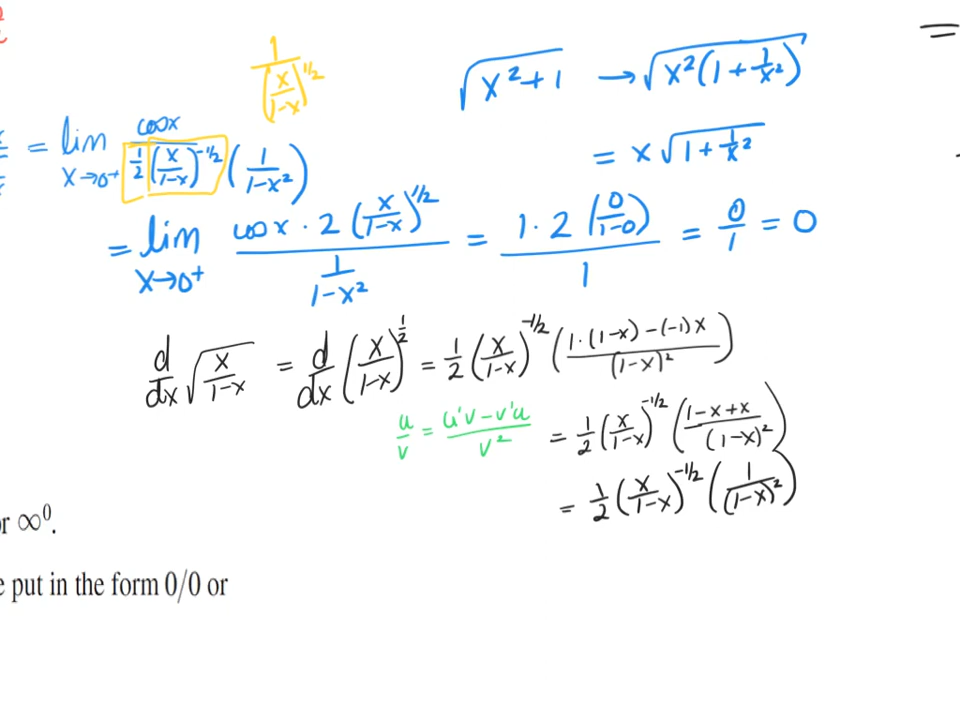 1/(x/1-x)^1/2
√x²+1 → √x²(1+1/x²)
= x√1+1/x²
= lim x→0⁺ cosx / 1/2 (x/1-x)^-1/2 (1/1-x²)
= lim x→0⁺ cosx · 2 (x/1-x)^1/2 / 1/1-x² = 1·2 (0/1-0) / 1 = 0/1 = 0
d/dx √x/1-x = d/dx (x/1-x)^1/2 = 1/2 (x/1-x)^-1/2 (1·(1-x)-(-1)x / (1-x)²)
u/v = u'v-v'u / v²
= 1/2 (x/1-x)^-1/2 (1-x+x / (1-x)²)
= 1/2 (x/1-x)^-1/2 (1/(1-x)²)
∞⁰.
put in the form 0/0 or